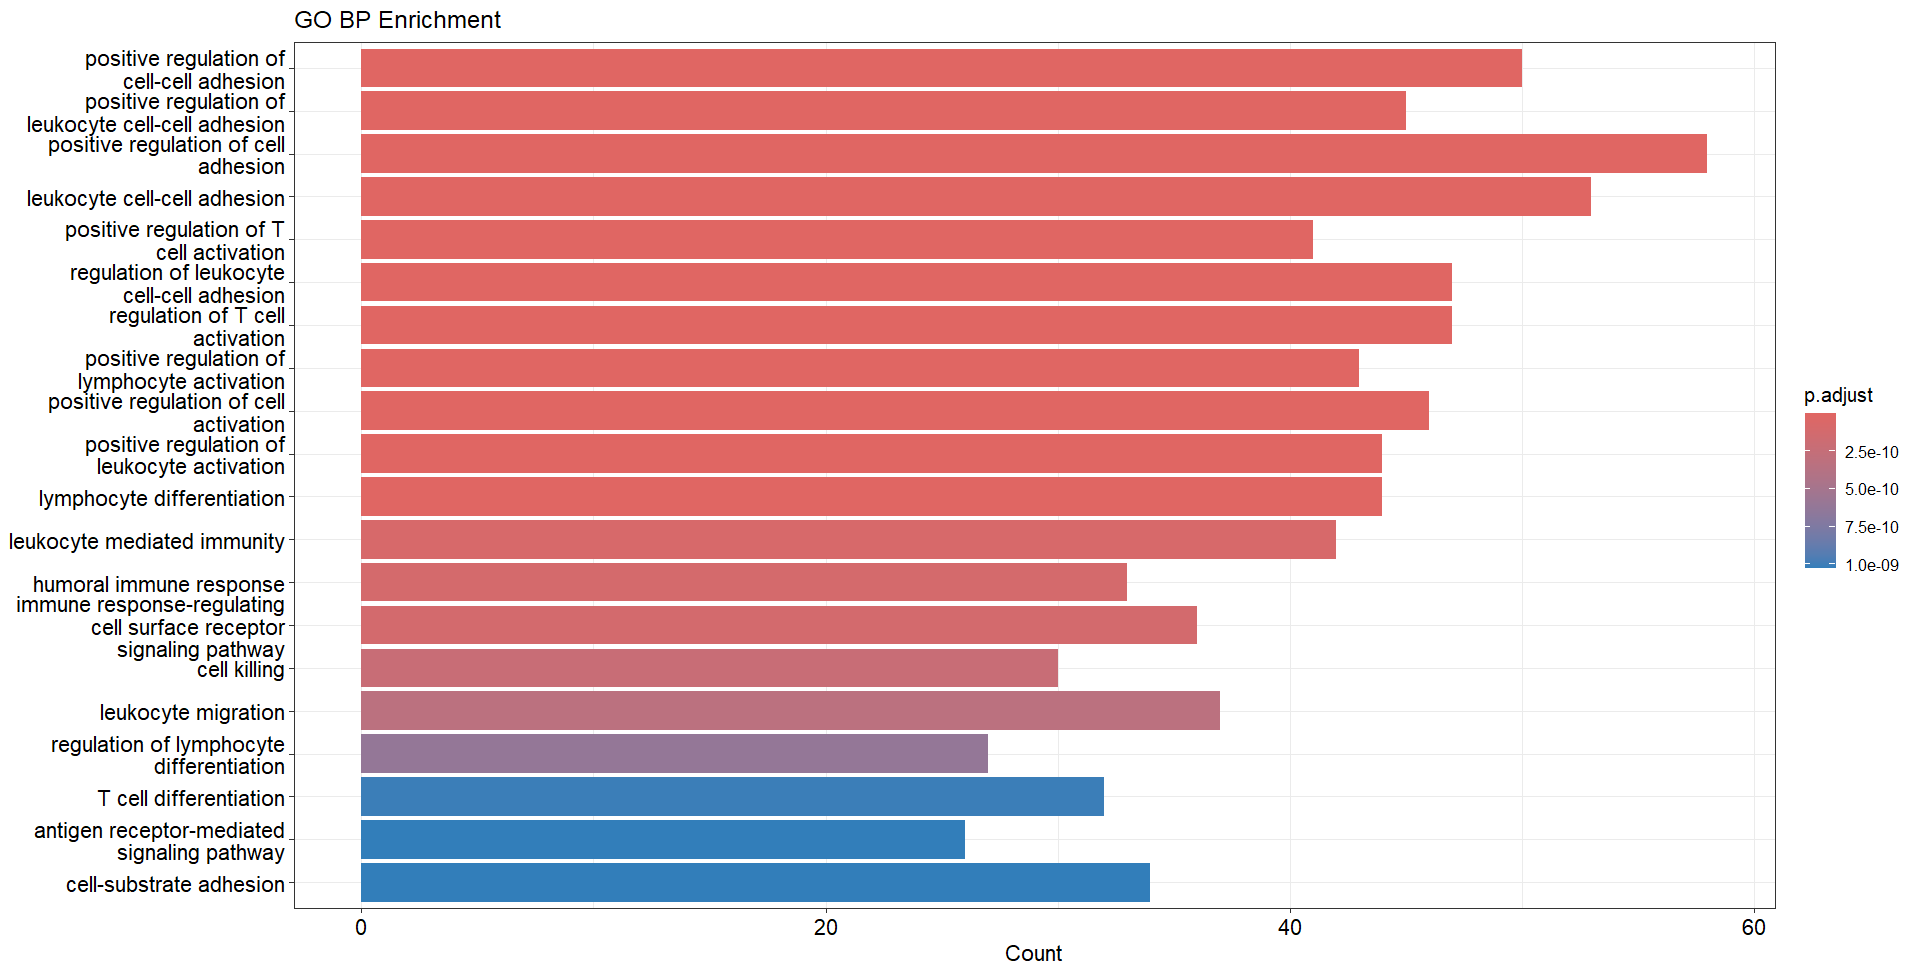 GO BP Enrichment
positive regulation of
cell-cell adhesion
positive regulation of
leukocyte cell-cell adhesion
positive regulation of cell
adhesion
leukocyte cell-cell adhesion
positive regulation of T
cell activation
regulation of leukocyte
cell-cell adhesion
regulation of T cell
activation
positive regulation of
lymphocyte activation
positive regulation of cell
activation
positive regulation of
leukocyte activation
lymphocyte differentiation
leukocyte mediated immunity
humoral immune response
immune response-regulating
cell surface receptor
signaling pathway
cell killing
leukocyte migration
regulation of lymphocyte
differentiation
T cell differentiation
antigen receptor-mediated
signaling pathway
cell-substrate adhesion
0 20 40 60
Count
p.adjust
2.5e-10
5.0e-10
7.5e-10
1.0e-09